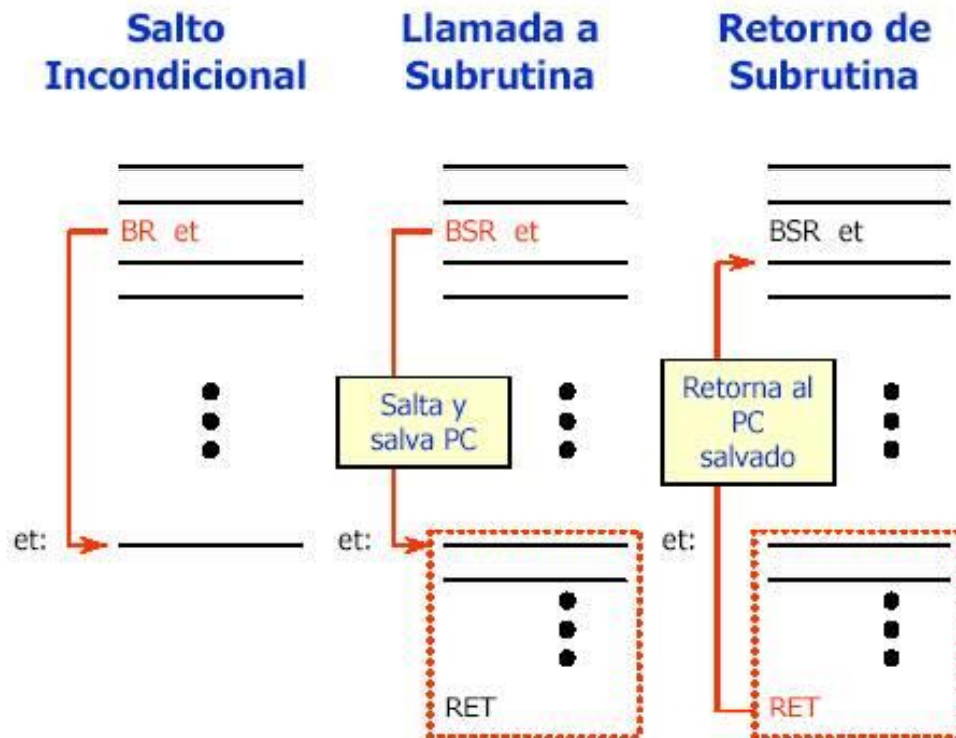 Salto
Incondicional
BR et
et:
Llamada a
Subrutina
BSR et
Salta y
salva PC
et:
RET
Retorno de
Subrutina
BSR et
Retorna al
PC
salvado
et:
RET